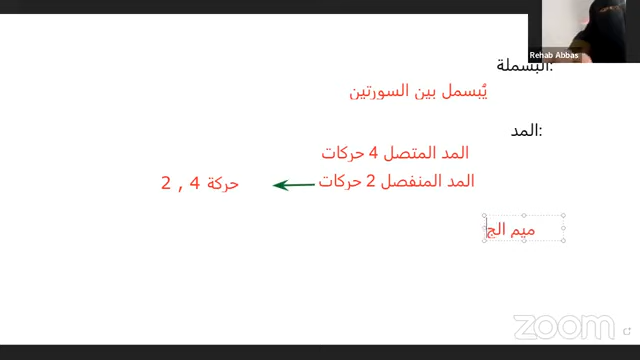 Rehab Abbas
البسملة:
يُبسمل بين السورتين
المد:
المد المتصل 4 حركات
المد المنفصل 2 حركات
حركة 4 , 2
ميم الج
zoom